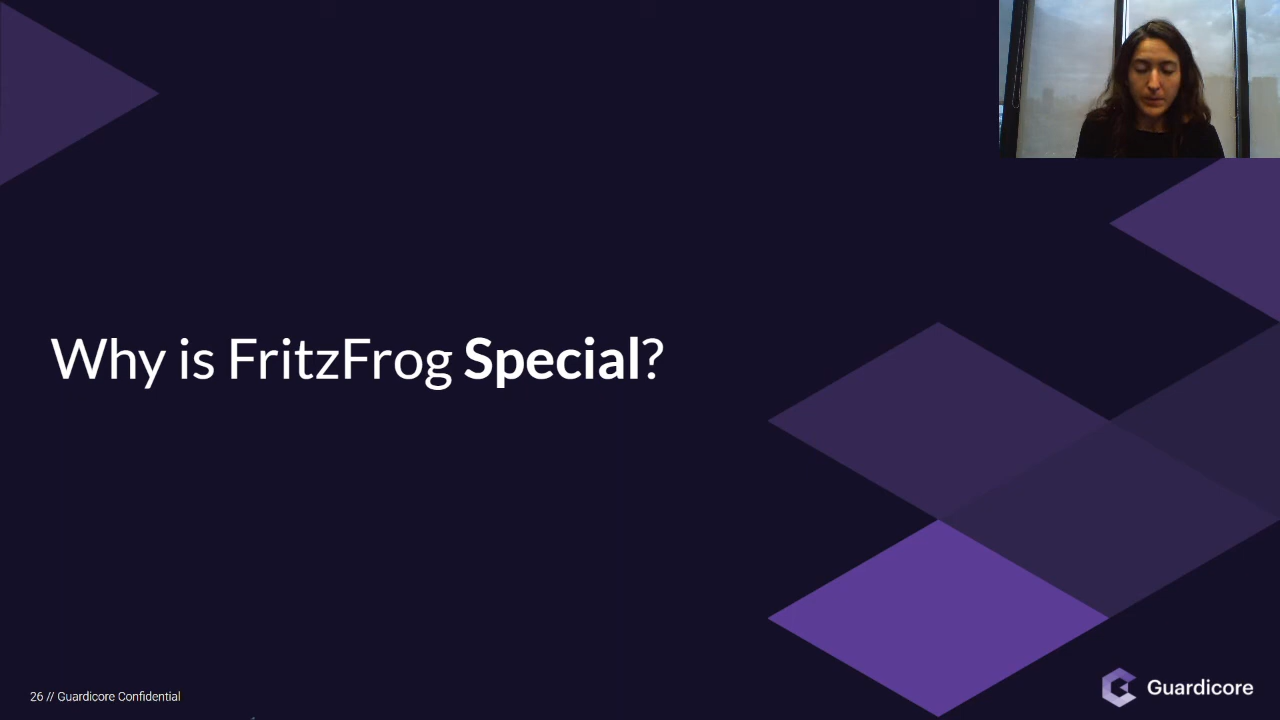 Why is FritzFrog Special?
26 // Guardicore Confidential
Guardicore